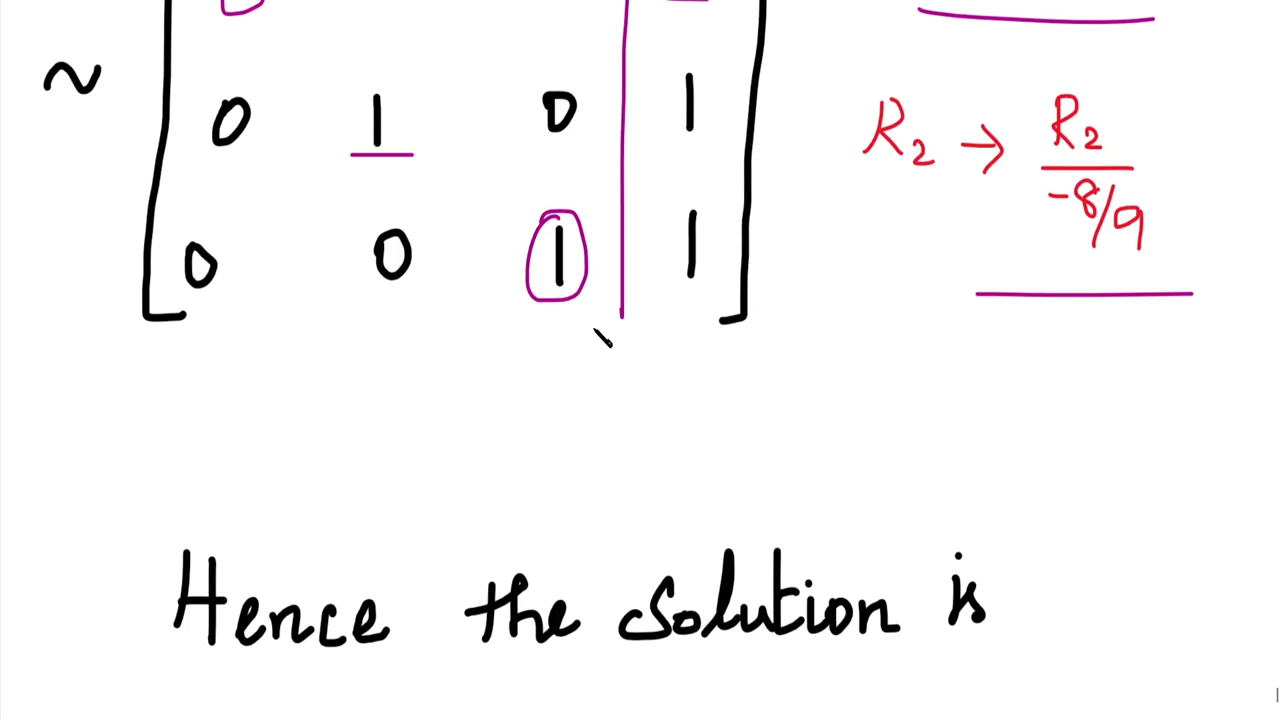 ~ 0 1 0 1 R₂ → R₂ / -8/9
0 0 1 1
Hence the solution is